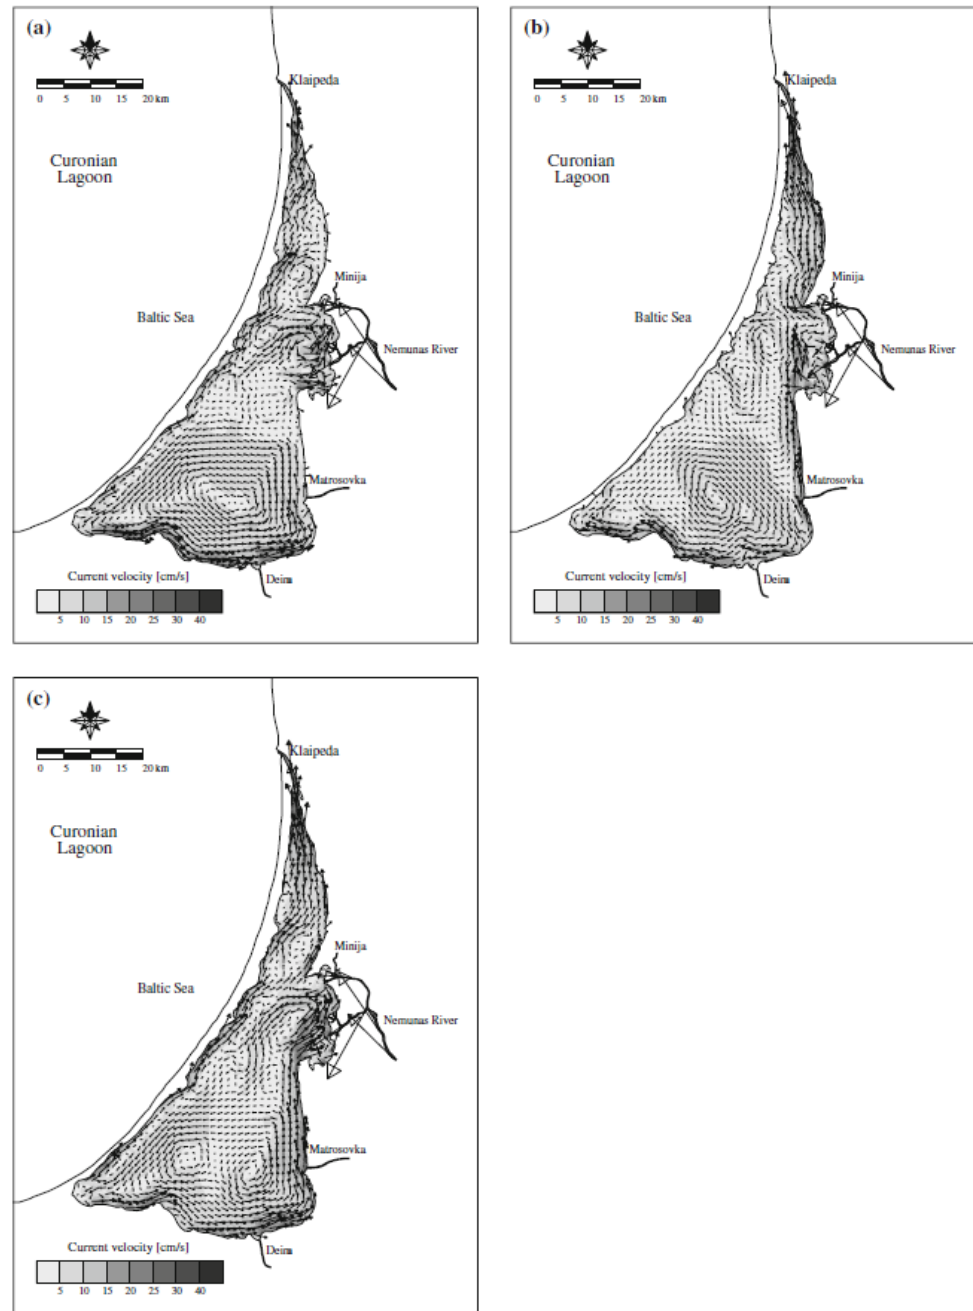 (a)
Klaipeda
0 5 10 15 20 km
Curonian
Lagoon
Minija
Baltic Sea
Nemunas River
Matrosovka
Current velocity [cm/s]
Deima
5 10 15 20 25 30 40
(b)
Klaipeda
0 5 10 15 20 km
Curonian
Lagoon
Minija
Baltic Sea
Nemunas River
Matrosovka
Current velocity [cm/s]
Deima
5 10 15 20 25 30 40
(c)
Klaipeda
0 5 10 15 20 km
Curonian
Lagoon
Minija
Baltic Sea
Nemunas River
Matrosovka
Current velocity [cm/s]
Deima
5 10 15 20 25 30 40